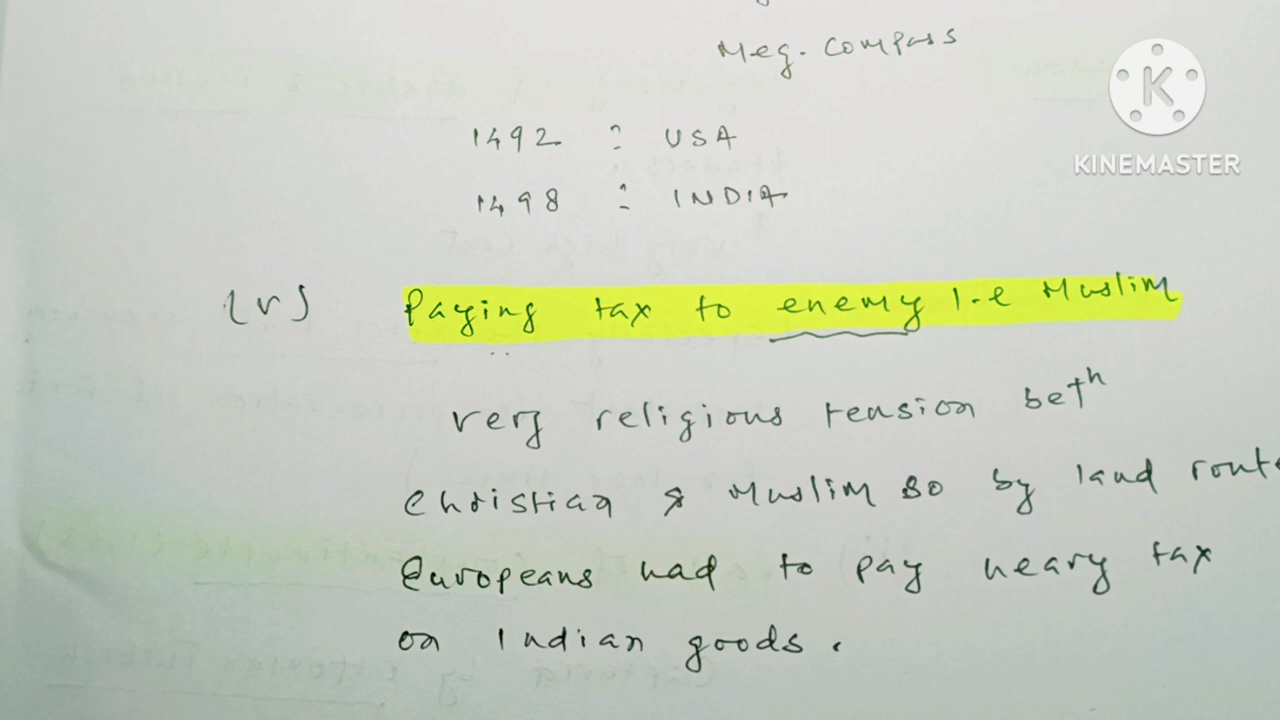 Meg. Compass
K
KINEMASTER
1492 : USA
1498 : INDIA
(v) Paying tax to enemy i.e Muslim
very religious tension betn
Christian & Muslim so by land route
Europeans had to pay heavy tax
on Indian goods.